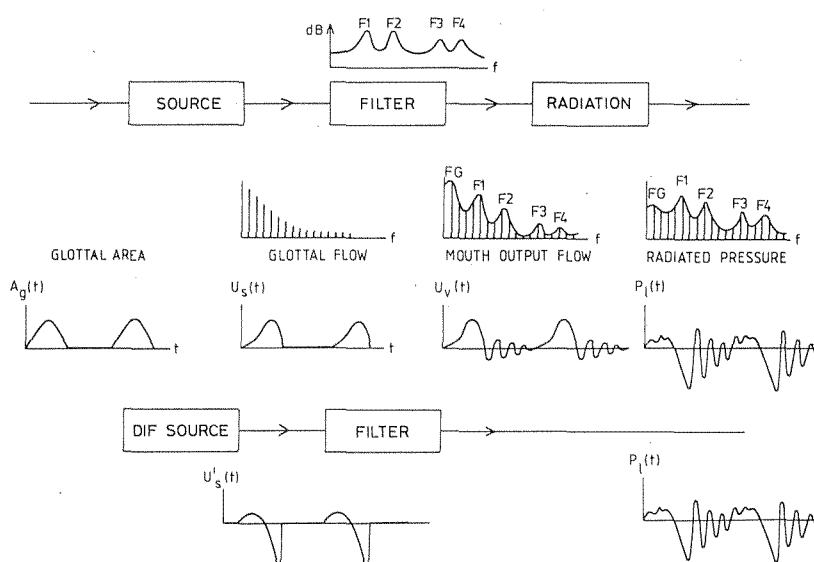 dB
F1 F2 F3 F4
f
SOURCE FILTER RADIATION
FG F1 F2 F3 F4
FG F1 F2 F3 F4
f f f
GLOTTAL AREA GLOTTAL FLOW MOUTH OUTPUT FLOW RADIATED PRESSURE
Ag(t) Us(t) Uv(t) Pl(t)
t t
DIF SOURCE FILTER
U's(t) Pl(t)